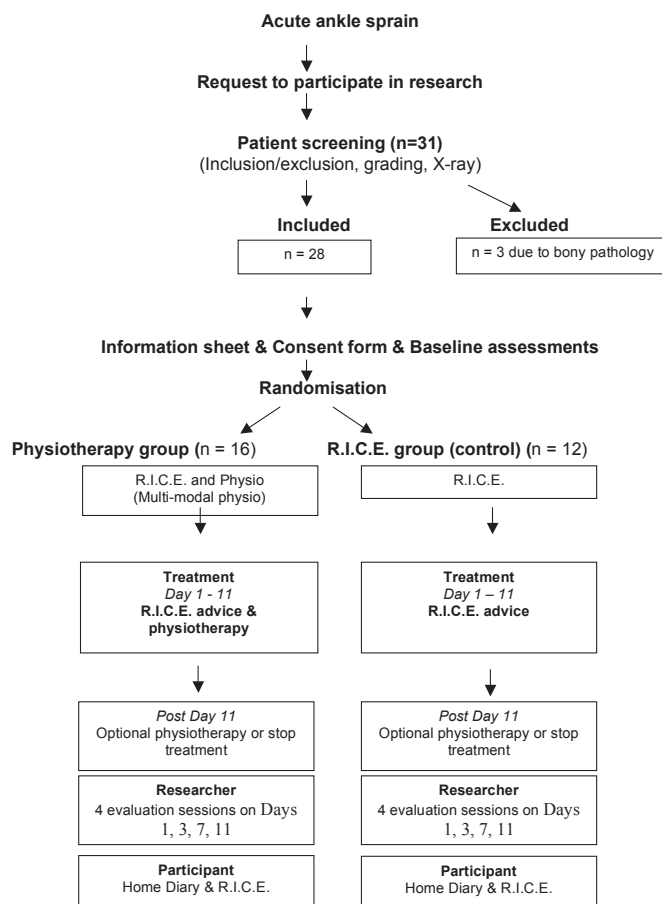 Acute ankle sprain
Request to participate in research
Patient screening (n=31)
(Inclusion/exclusion, grading, X-ray)
Included
n = 28
Excluded
n = 3 due to bony pathology
Information sheet & Consent form & Baseline assessments
Randomisation
Physiotherapy group (n = 16)
R.I.C.E. and Physio
(Multi-modal physio)
Treatment
Day 1 - 11
R.I.C.E. advice &
physiotherapy
Post Day 11
Optional physiotherapy or stop
treatment
Researcher
4 evaluation sessions on Days
1, 3, 7, 11
Participant
Home Diary & R.I.C.E.
R.I.C.E. group (control) (n = 12)
R.I.C.E.
Treatment
Day 1 – 11
R.I.C.E. advice
Post Day 11
Optional physiotherapy or stop
treatment
Researcher
4 evaluation sessions on Days
1, 3, 7, 11
Participant
Home Diary & R.I.C.E.